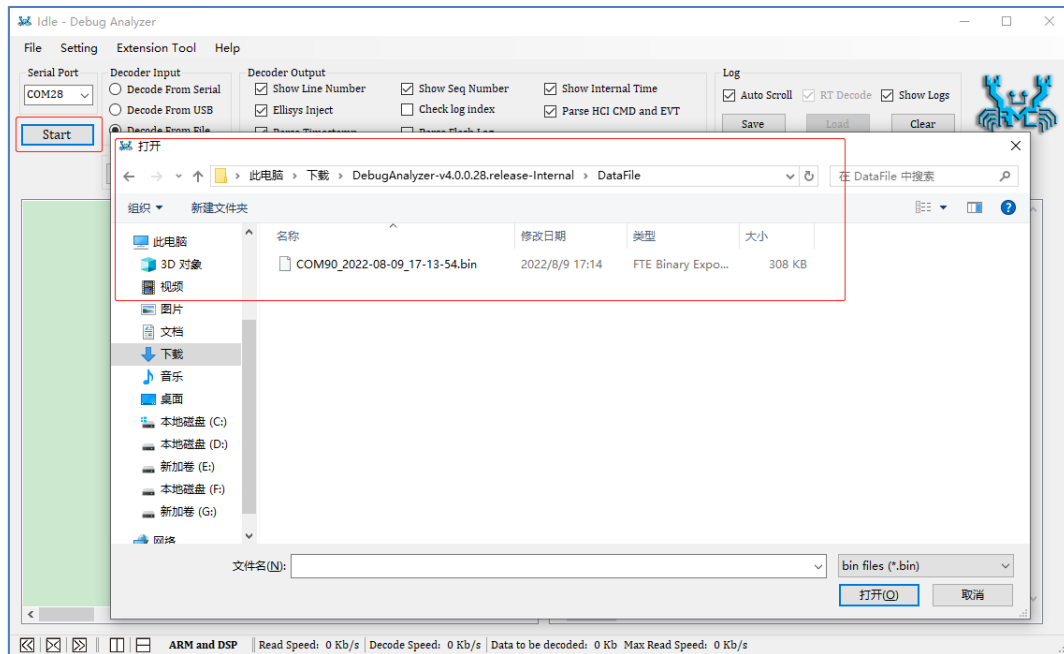 Idle - Debug Analyzer
File Setting Extension Tool Help
Serial Port Decoder Input Decoder Output Log
COM28 Decode From Serial Show Line Number Show Seq Number Show Internal Time Auto Scroll RT Decode Show Logs
Decode From USB Ellisys Inject Check log index Parse HCI CMD and EVT
Start Decode From File Parse Timestamp Parse Flash Log Save Load Clear
ARMC
打开
此电脑 › 下载 › DebugAnalyzer-v4.0.0.28.release-Internal › DataFile 在 DataFile 中搜索
组织 新建文件夹
名称 修改日期 类型 大小
COM90_2022-08-09_17-13-54.bin 2022/8/9 17:14 FTE Binary Expo... 308 KB
此电脑
3D 对象
视频
图片
文档
下载
音乐
桌面
本地磁盘 (C:)
本地磁盘 (D:)
新加卷 (E:)
本地磁盘 (F:)
新加卷 (G:)
网络
文件名(N): bin files (*.bin)
打开(O) 取消
ARM and DSP Read Speed: 0 Kb/s Decode Speed: 0 Kb/s Data to be decoded: 0 Kb Max Read Speed: 0 Kb/s